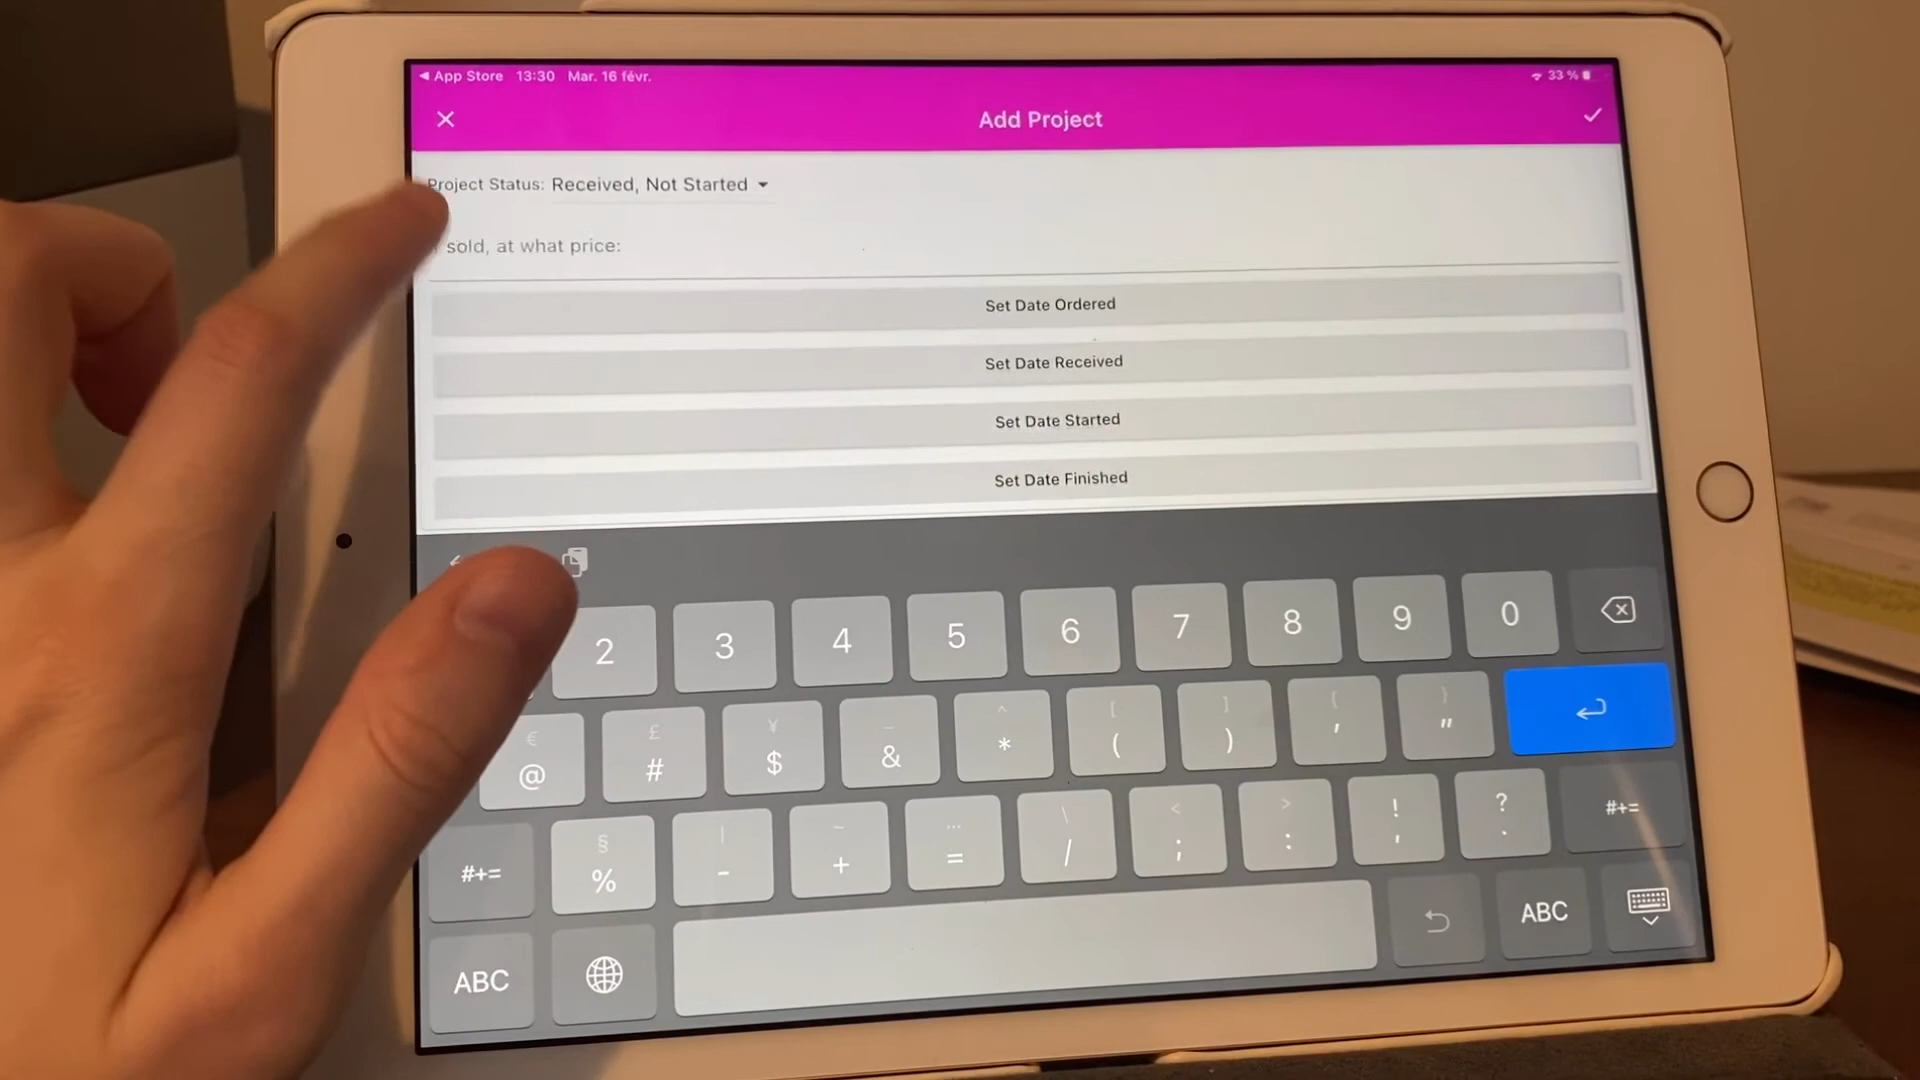 App Store 13:30 Mar. 16 févr. 33 %
Add Project
Project Status: Received, Not Started
sold, at what price:
Set Date Ordered
Set Date Received
Set Date Started
Set Date Finished
2 3 4 5 6 7 8 9 0
€ £ ¥ _ ^ [ ] { }
@ # $ & * ( ) ' "
§ | ~ … \ < > ! ?
#+= % - + = / ; : , . #+=
ABC ABC